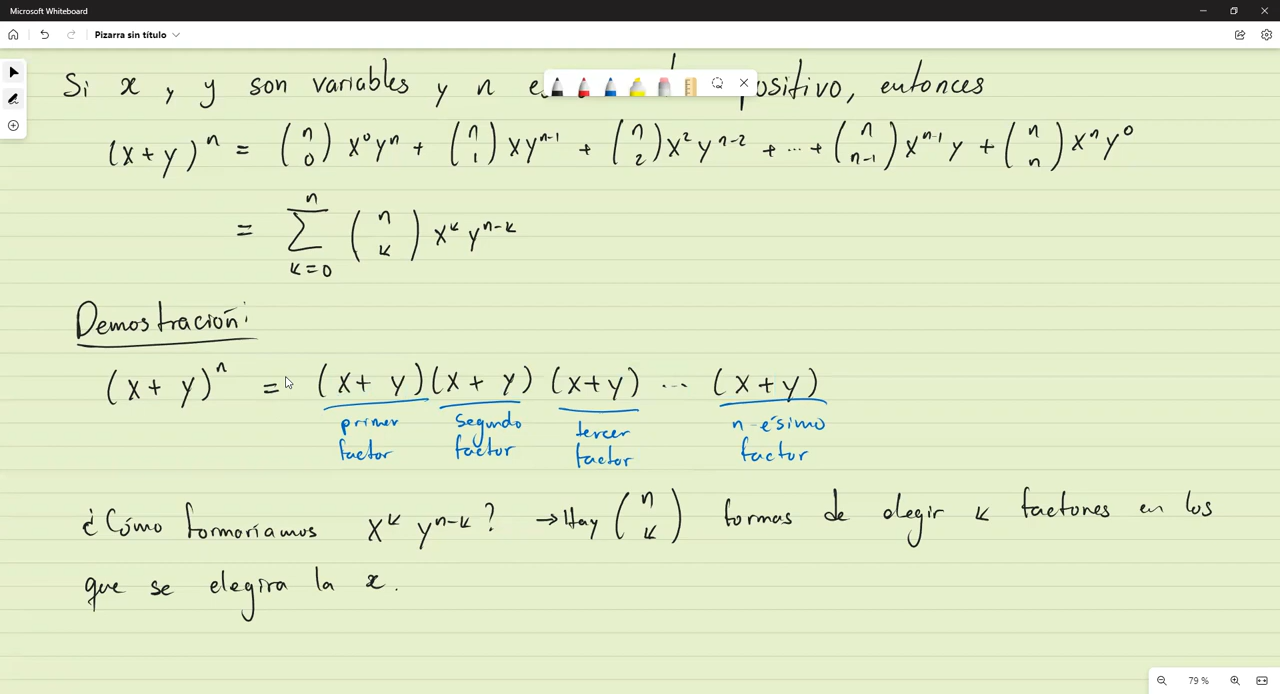 Microsoft Whiteboard
Pizarra sin título
Si x, y son variables y n positivo, entonces
(x+y)^n = (n 0) x^0 y^n + (n 1) x y^{n-1} + (n 2) x^2 y^{n-2} + ... + (n n-1) x^{n-1} y + (n n) x^n y^0
= ∑_{k=0}^{n} (n k) x^k y^{n-k}
Demostración:
(x+y)^n = (x+y)(x+y)(x+y) ... (x+y)
primer factor segundo factor tercer factor n-ésimo factor
¿Cómo formaríamos x^k y^{n-k}? → Hay (n k) formas de elegir k factores en los
que se elegira la x.
79 %